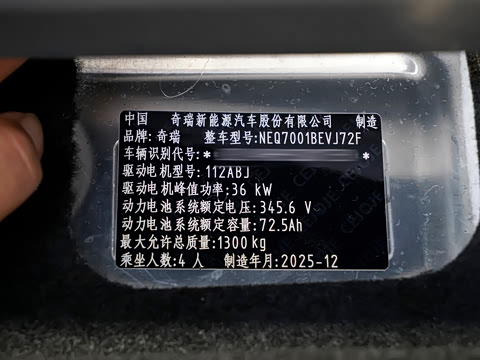 中国 奇瑞新能源汽车股份有限公司 制造
品牌:奇瑞 整车型号:NEQ7001BEVJ72F
车辆识别代号:* *
驱动电机型号:112ABJ
驱动电机峰值功率:36 kW
动力电池系统额定电压:345.6 V
动力电池系统额定容量:72.5Ah
最大允许总质量:1300kg
乘坐人数:4 人 制造年月:2025-12